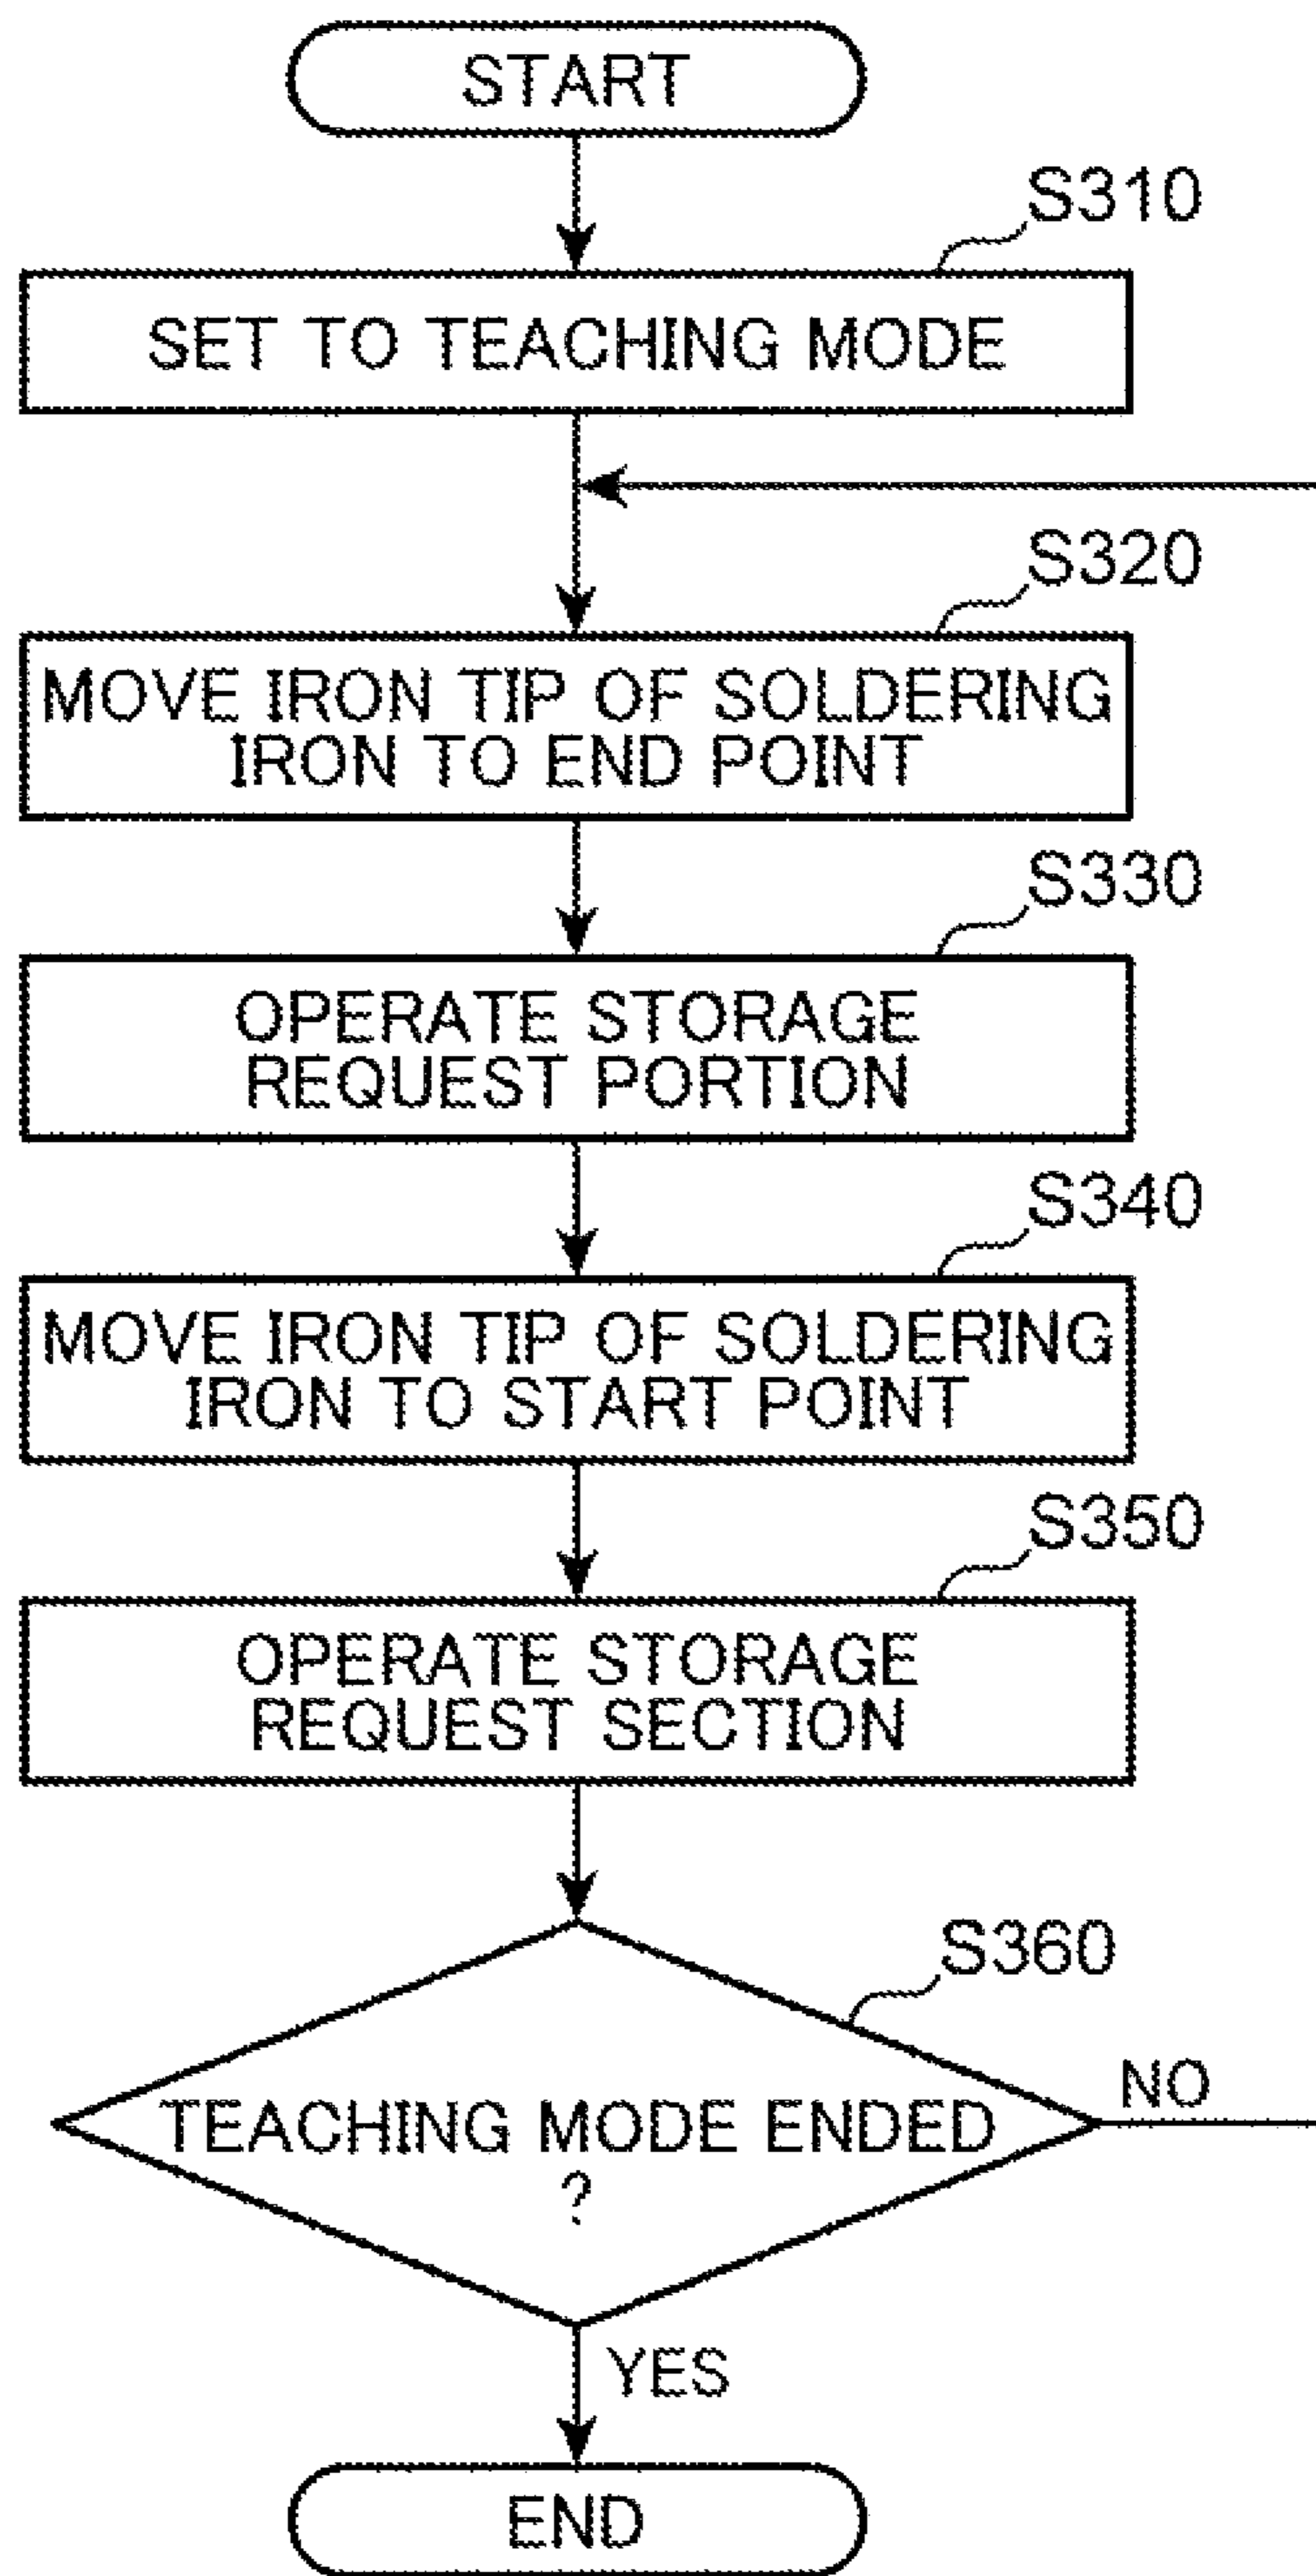 START
S310
SET TO TEACHING MODE
S320
MOVE IRON TIP OF SOLDERING
IRON TO END POINT
S330
OPERATE STORAGE
REQUEST PORTION
S340
MOVE IRON TIP OF SOLDERING
IRON TO START POINT
S350
OPERATE STORAGE
REQUEST SECTION
S360
NO
TEACHING MODE ENDED
?
YES
END